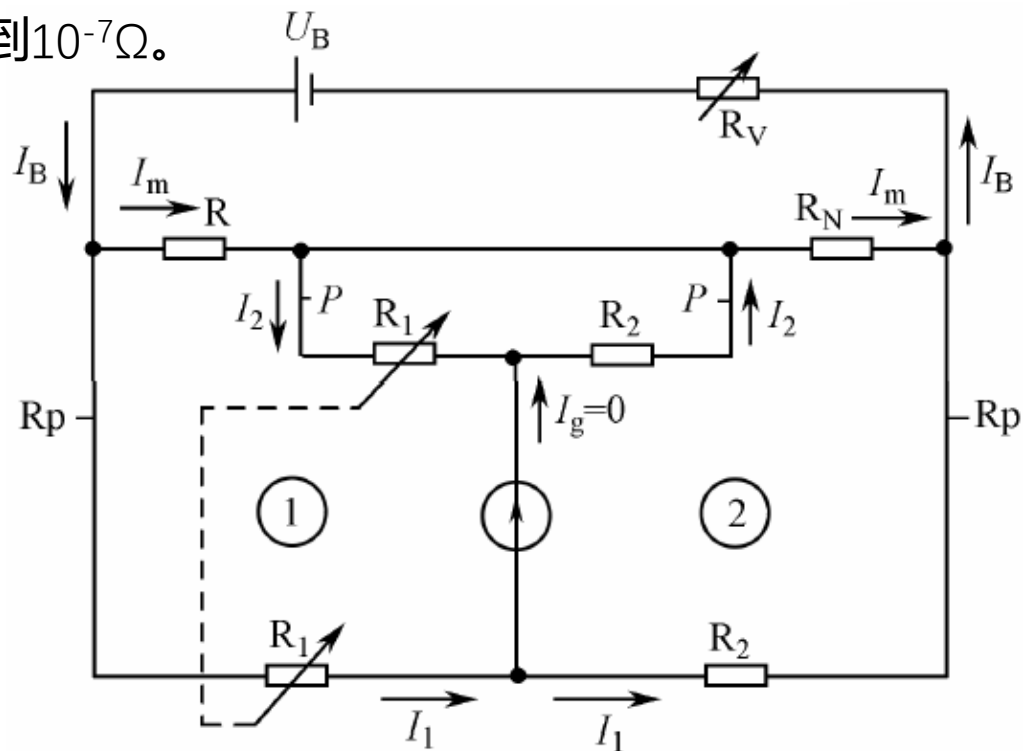 到10⁻⁷Ω。
U_B
R_V
I_B
I_m
R
R_N
I_m
I_B
I_2
P
R_1
R_2
P
I_2
Rp
I_g=0
Rp
1
2
R_1
R_2
I_1
I_1